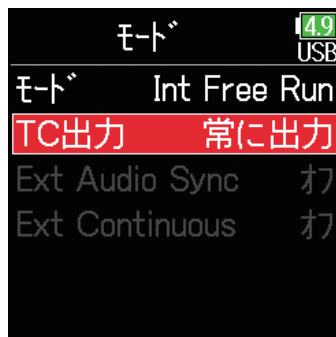 ﾓｰﾄﾞ
4.9
USB
ﾓｰﾄﾞ Int Free Run
TC出力 常に出力
Ext Audio Sync ｵﾌ
Ext Continuous ｵﾌ